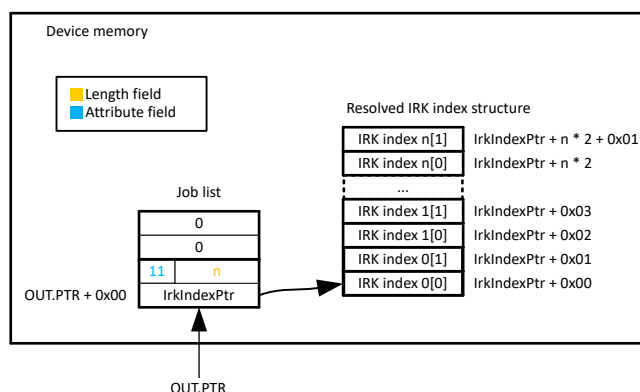 Device memory
Length field
Attribute field
Resolved IRK index structure
IRK index n[1] IrkIndexPtr + n * 2 + 0x01
IRK index n[0] IrkIndexPtr + n * 2
...
IRK index 1[1] IrkIndexPtr + 0x03
IRK index 1[0] IrkIndexPtr + 0x02
IRK index 0[1] IrkIndexPtr + 0x01
IRK index 0[0] IrkIndexPtr + 0x00
Job list
0
0
11 n
OUT.PTR + 0x00 IrkIndexPtr
OUT.PTR